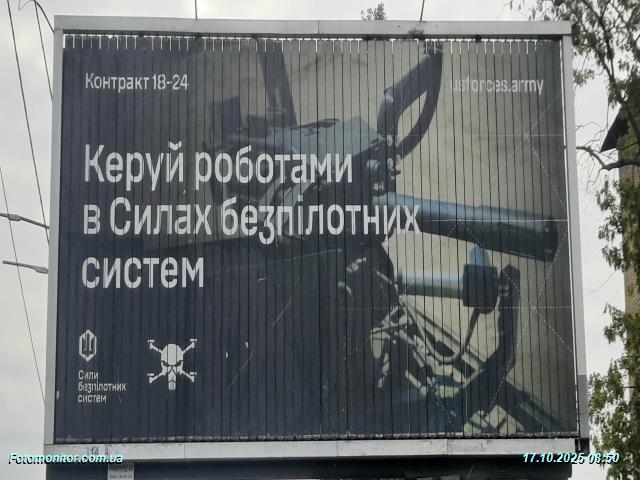 Контракт 18-24
usforces.army
Керуй роботами
в Силах безпілотних
систем
Сили
безпілотних
систем
Fotomonitor.com.ua
17.10.2025 08:50